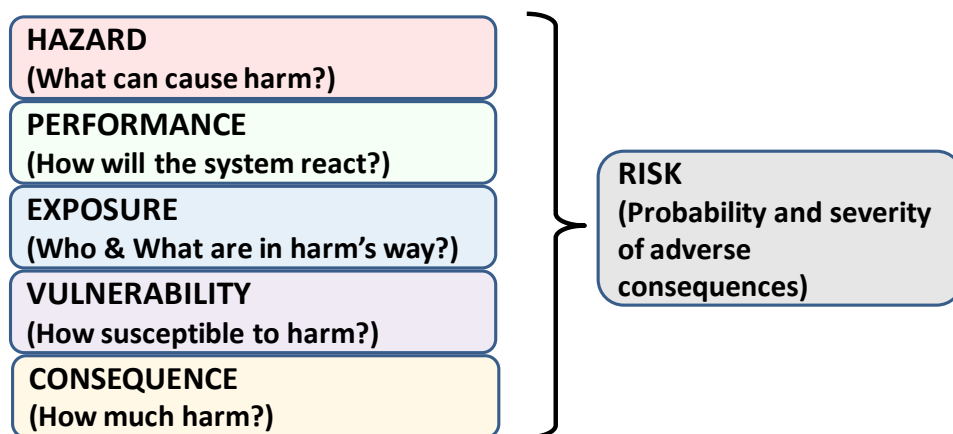 HAZARD
(What can cause harm?)
PERFORMANCE
(How will the system react?)
EXPOSURE
(Who & What are in harm's way?)
VULNERABILITY
(How susceptible to harm?)
CONSEQUENCE
(How much harm?)
RISK
(Probability and severity
of adverse
consequences)